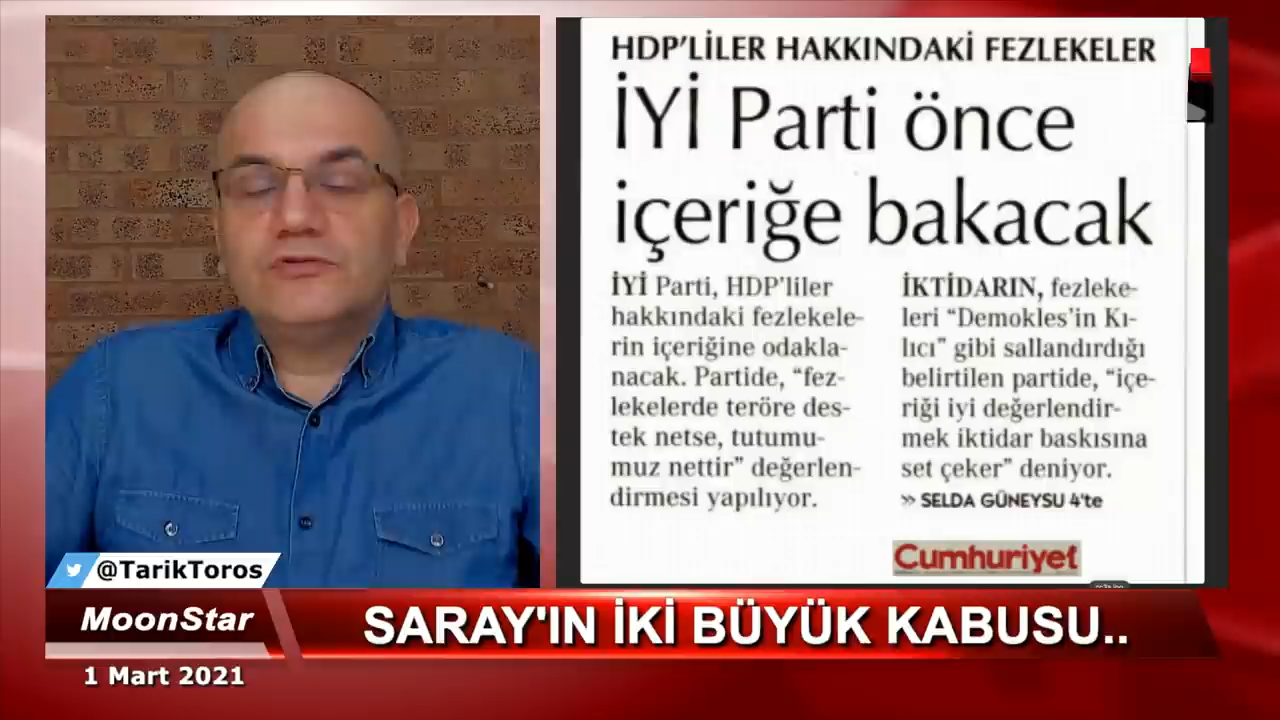 HDP'LİLER HAKKINDAKİ FEZLEKELER
İYİ Parti önce
içeriğe bakacak
İYİ Parti, HDP'liler
hakkındaki fezlekele-
rin içeriğine odakla-
nacak. Partide, “fez-
lekelerde teröre des-
tek netse, tutumu-
muz nettir” değerlen-
dirmesi yapılıyor.
İKTİDARIN, fezleke-
leri “Demokles'in Kı-
lıcı” gibi sallandırdığı
belirtilen partide, “içe-
riği iyi değerlendir-
mek iktidar baskısına
set çeker” deniyor.
›› SELDA GÜNEYSU 4'te
Cumhuriyet
@TarikToros
MoonStar
SARAY'IN İKİ BÜYÜK KABUSU..
1 Mart 2021